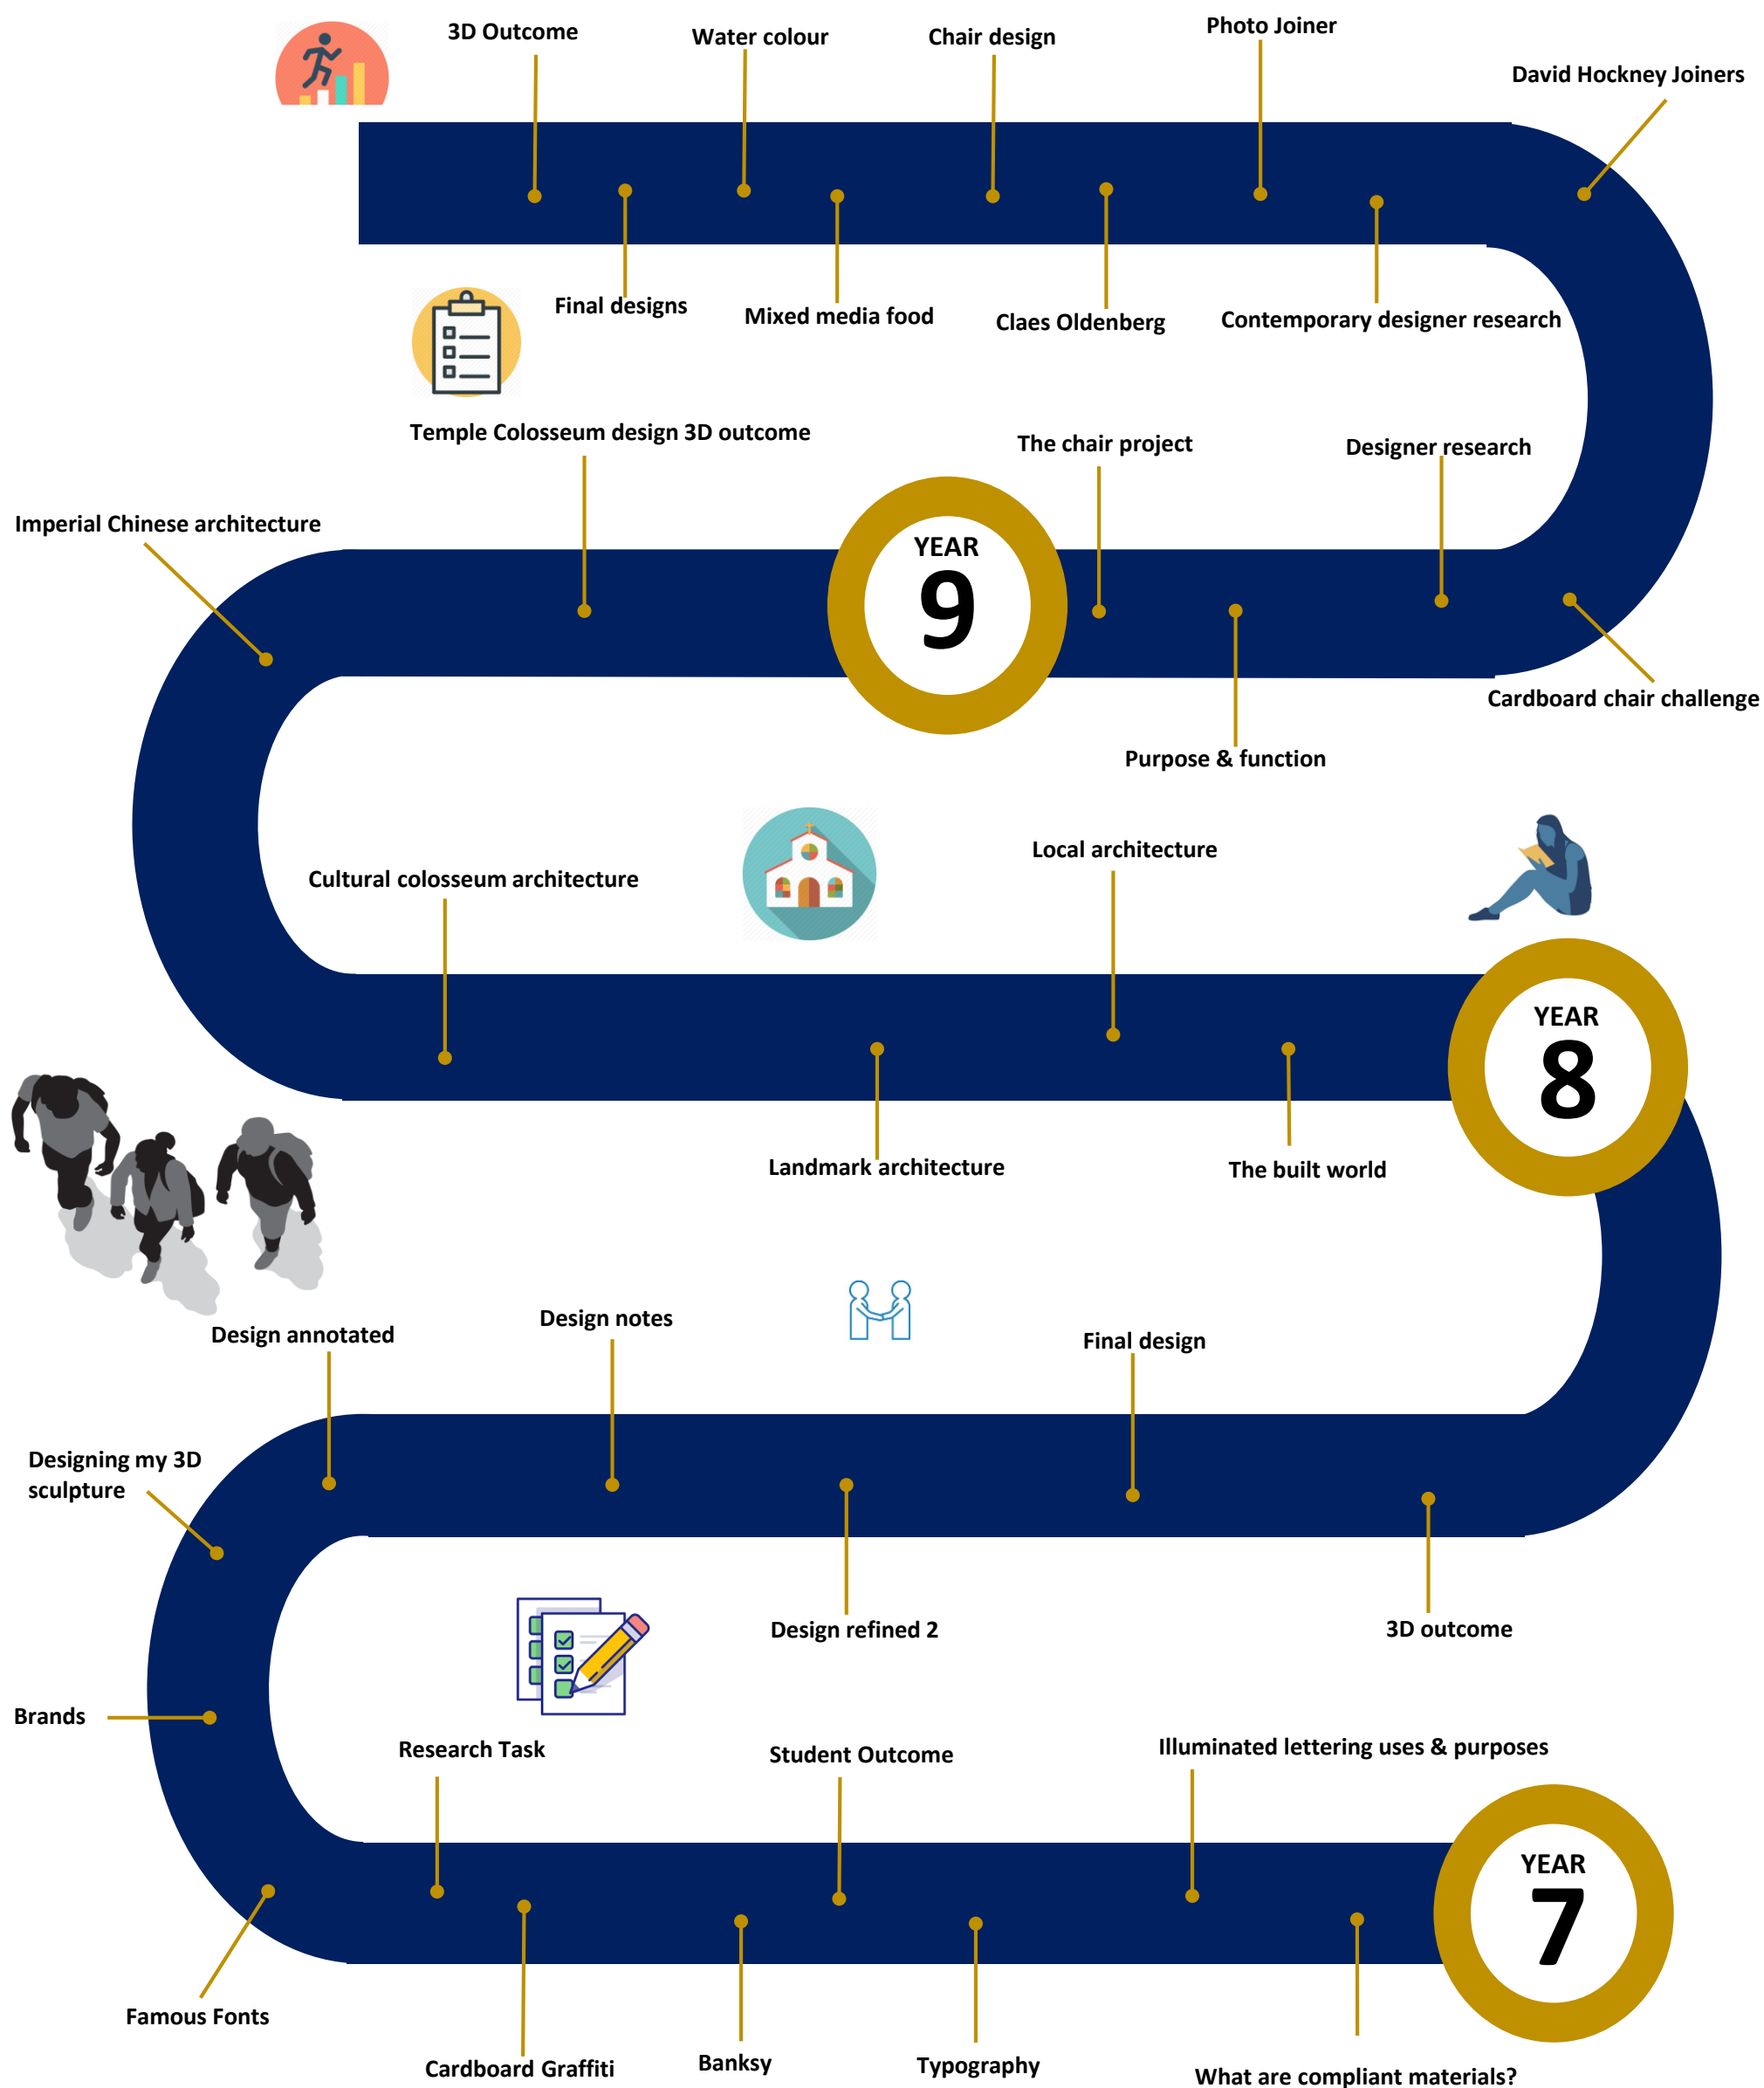 3D Outcome
Water colour
Chair design
Photo Joiner
David Hockney Joiners
Final designs
Mixed media food
Claes Oldenberg
Contemporary designer research
Temple Colosseum design 3D outcome
The chair project
Designer research
Imperial Chinese architecture
YEAR
9
Cardboard chair challenge
Purpose & function
Local architecture
Cultural colosseum architecture
YEAR
8
Landmark architecture
The built world
Design annotated
Design notes
Final design
Designing my 3D
sculpture
Design refined 2
3D outcome
Brands
Research Task
Student Outcome
Illuminated lettering uses & purposes
YEAR
7
Famous Fonts
Cardboard Graffiti
Banksy
Typography
What are compliant materials?